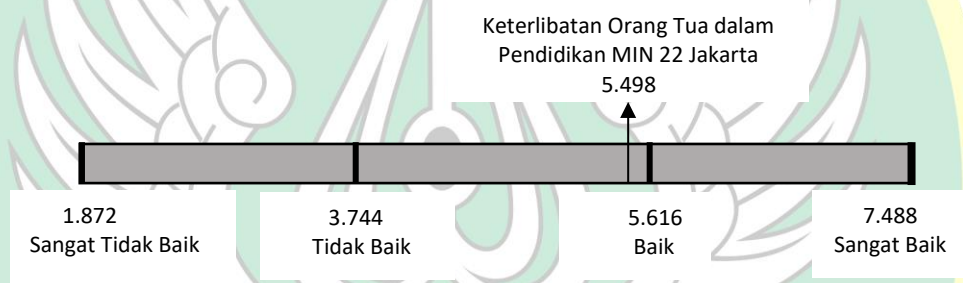 Keterlibatan Orang Tua dalam
Pendidikan MIN 22 Jakarta
5.498
1.872
Sangat Tidak Baik
3.744
Tidak Baik
5.616
Baik
7.488
Sangat Baik